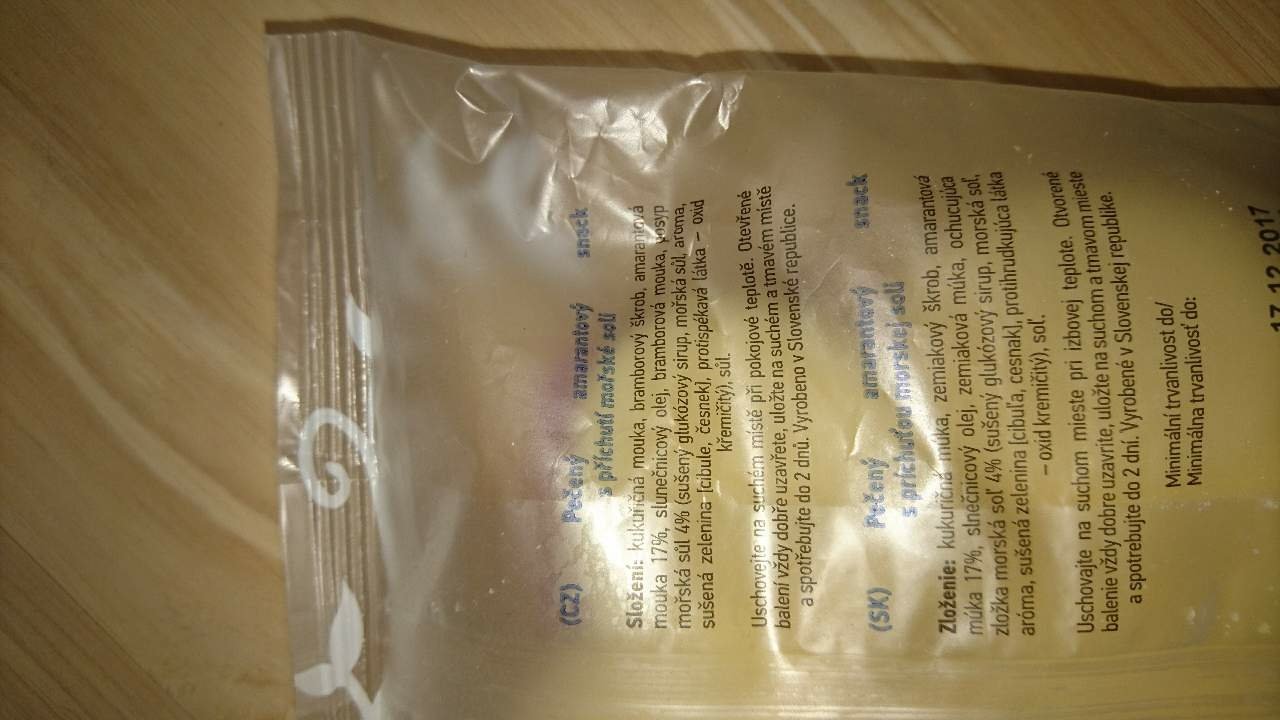 (CZ) Pečený amarantový snack
s příchutí mořské soli
Složení: kukuřičná mouka, bramborový škrob, amarantová
mouka 17%, slunečnicový olej, bramborová mouka, posyp
mořská sůl 4% (sušený glukózový sirup, mořská sůl, aroma,
sušená zelenina [cibule, česnek], protispékavá látka – oxid
křemičitý), sůl.
Uschovejte na suchém místě při pokojové teplotě. Otevřené
balení vždy dobře uzavřete, uložte na suchém a tmavém místě
a spotřebujte do 2 dnů. Vyrobeno v Slovenské republice.
(SK) Pečený amarantový snack
s príchuťou morskej soli
Zloženie: kukuričná múka, zemiakový škrob, amarantová
múka 17%, slnečnicový olej, zemiaková múka, ochucujúca
zložka morská soľ 4% (sušený glukózový sirup, morská soľ,
aróma, sušená zelenina [cibuľa, cesnak], protihrudkujúca látka
– oxid kremičitý), soľ.
Uschovajte na suchom mieste pri izbovej teplote. Otvorené
balenie vždy dobre uzavrite, uložte na suchom a tmavom mieste
a spotrebujte do 2 dní. Vyrobené v Slovenskej republike.
Minimální trvanlivost do/
Minimálna trvanlivosť do:
17.12.2017